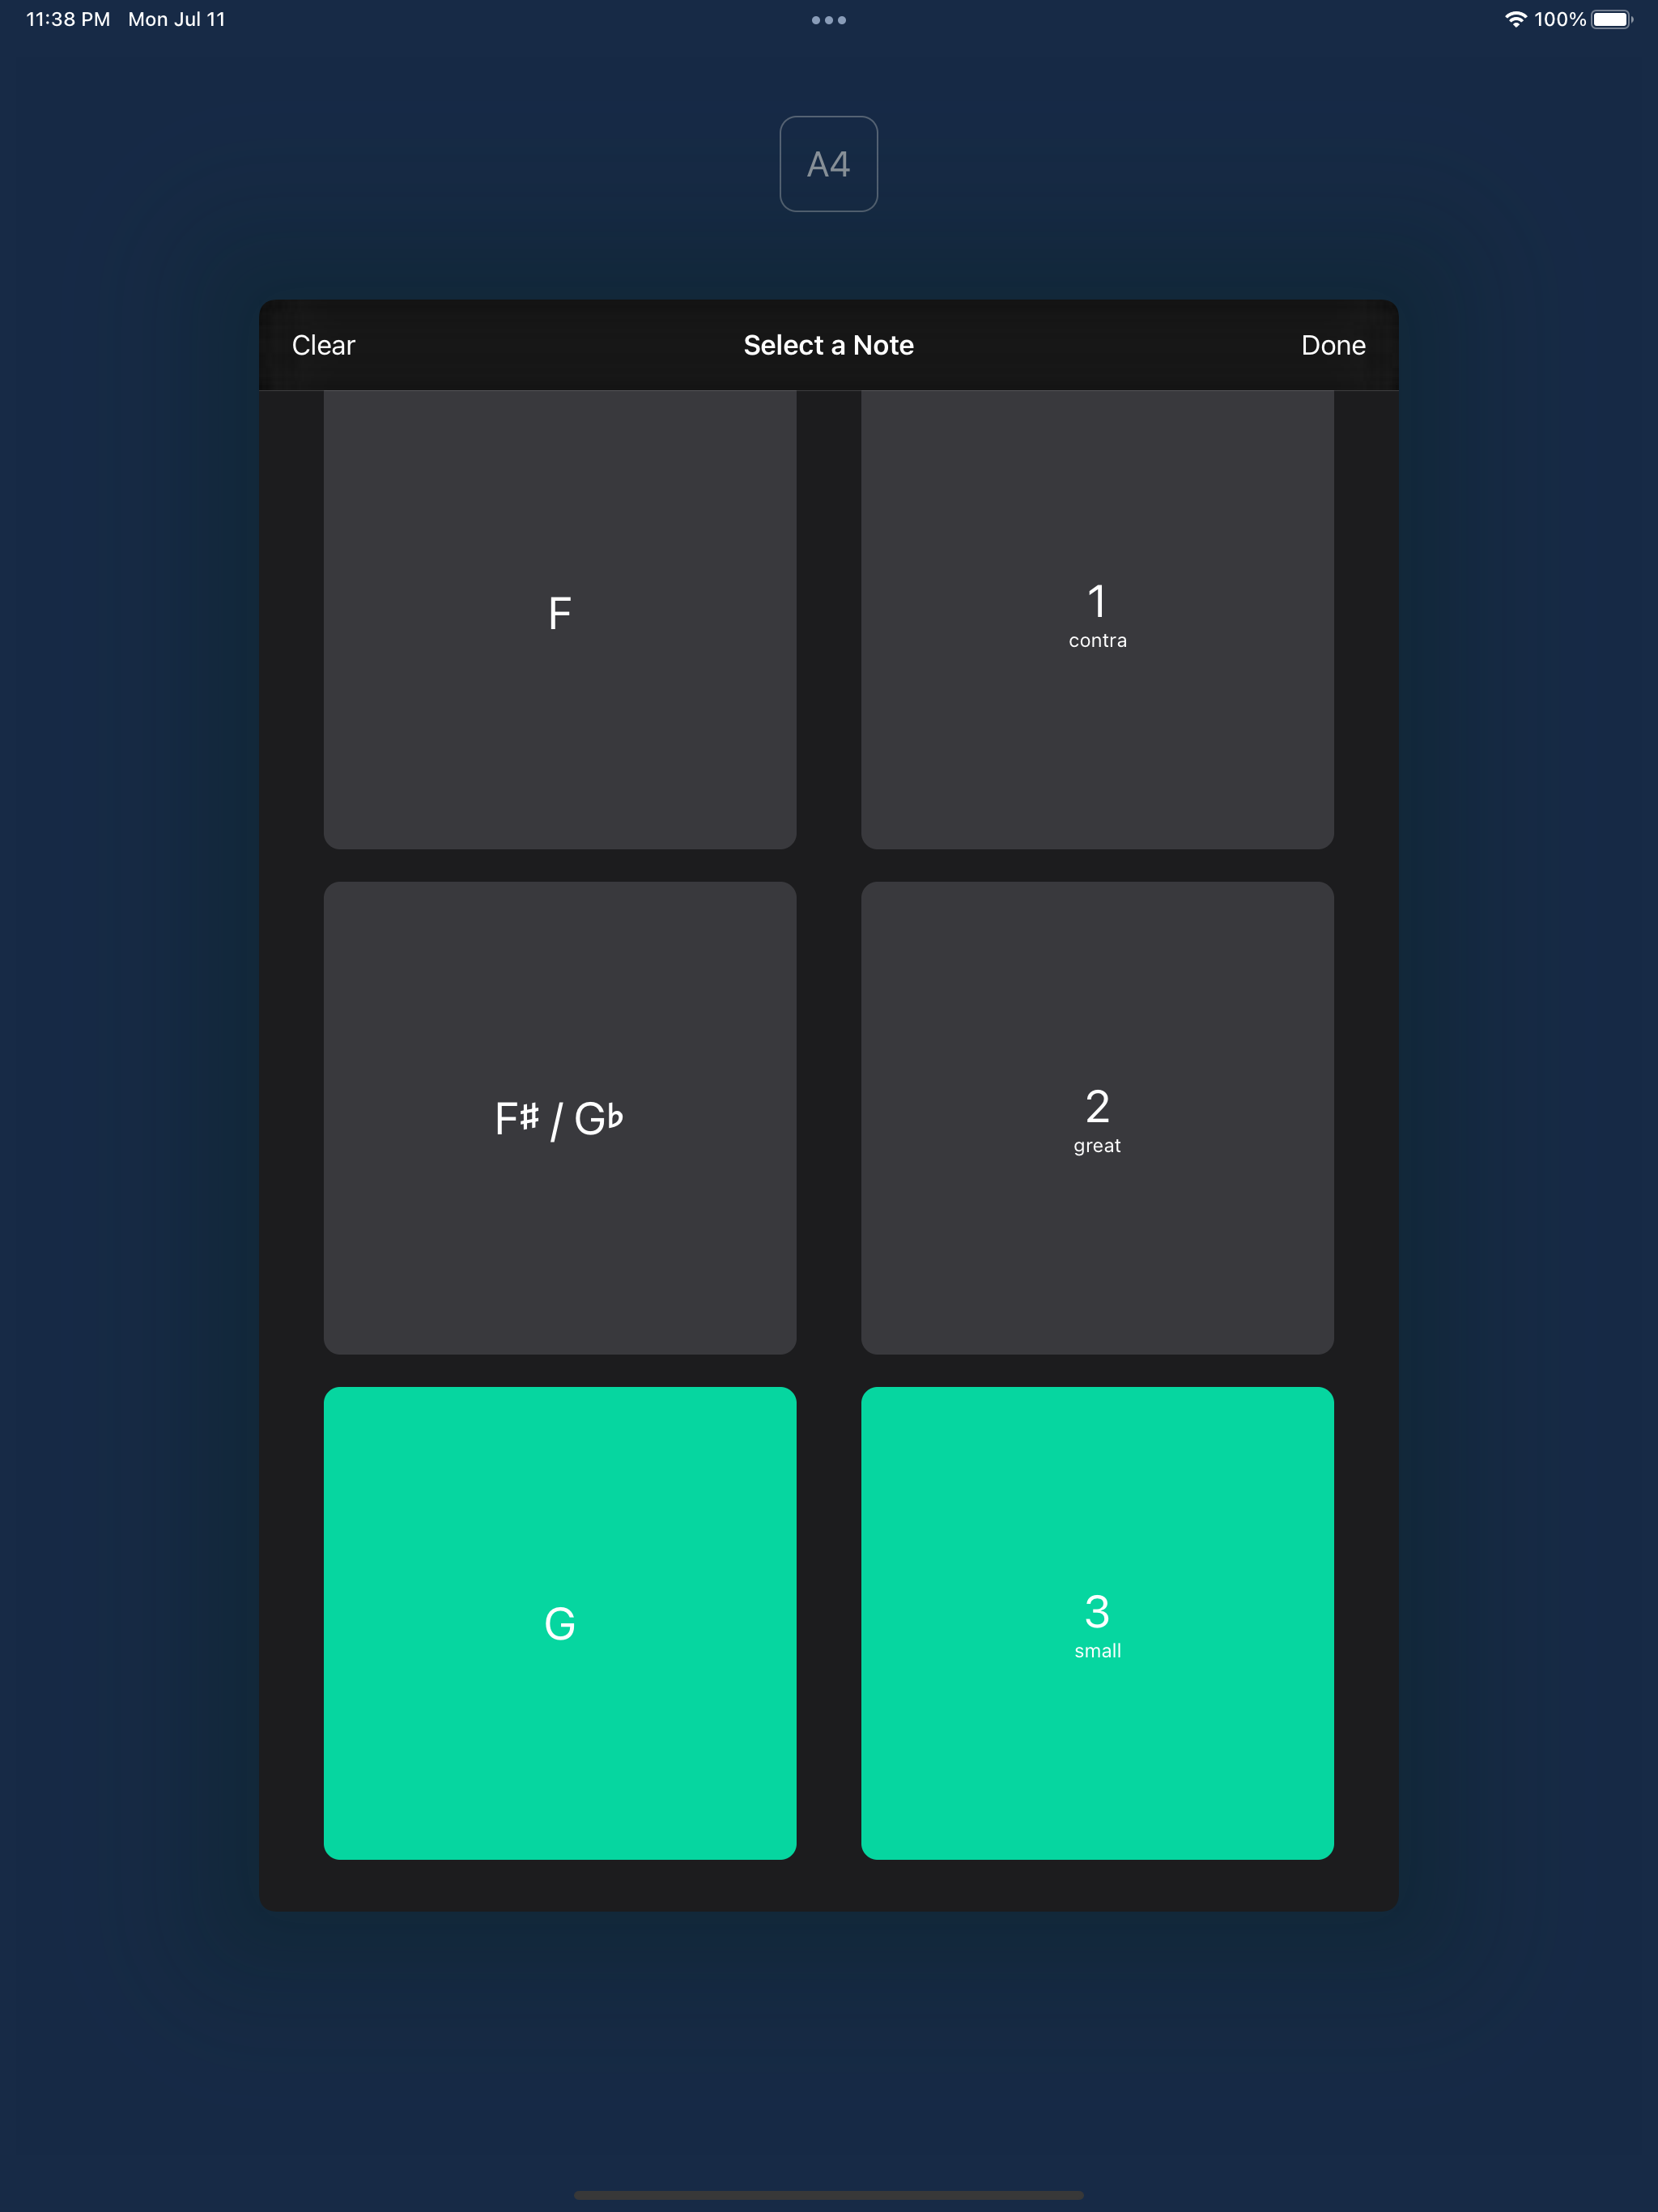 11:38 PM Mon Jul 11
100%
A4
Clear Select a Note Done
F
1
contra
F♯ / G♭
2
great
G
3
small